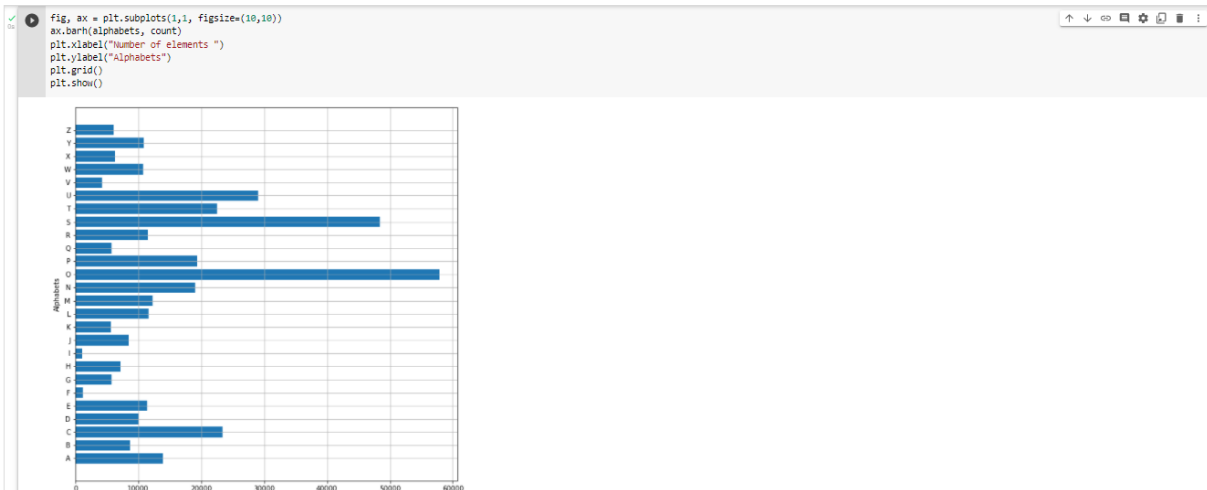 fig, ax = plt.subplots(1,1, figsize=(10,10))
ax.barh(alphabets, count)
plt.xlabel("Number of elements ")
plt.ylabel("Alphabets")
plt.grid()
plt.show()
Z
Y
X
W
V
U
T
S
R
Q
P
O
N
M
L
K
J
I
H
G
F
E
D
C
B
A
Alphabets
0 10000 20000 30000 40000 50000 60000